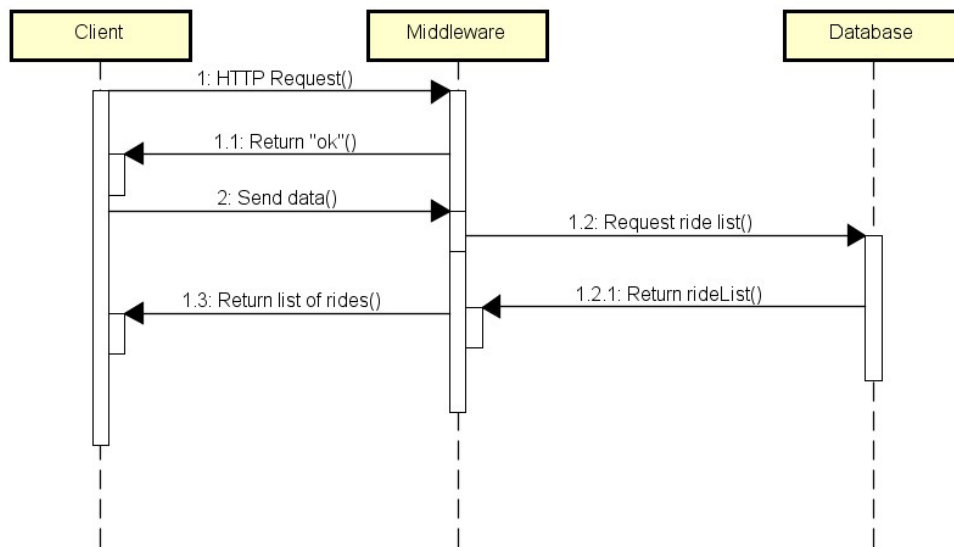 Client
Middleware
Database
1: HTTP Request()
1.1: Return "ok"()
2: Send data()
1.2: Request ride list()
1.2.1: Return rideList()
1.3: Return list of rides()